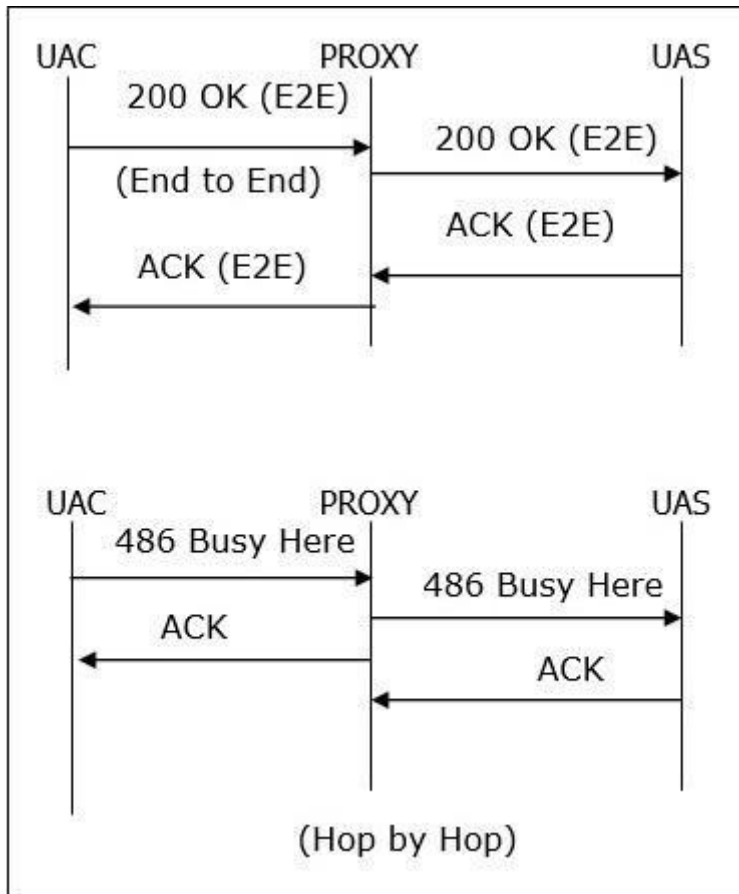 UAC PROXY UAS
200 OK (E2E)
200 OK (E2E)
(End to End)
ACK (E2E)
ACK (E2E)
UAC PROXY UAS
486 Busy Here
486 Busy Here
ACK
ACK
(Hop by Hop)